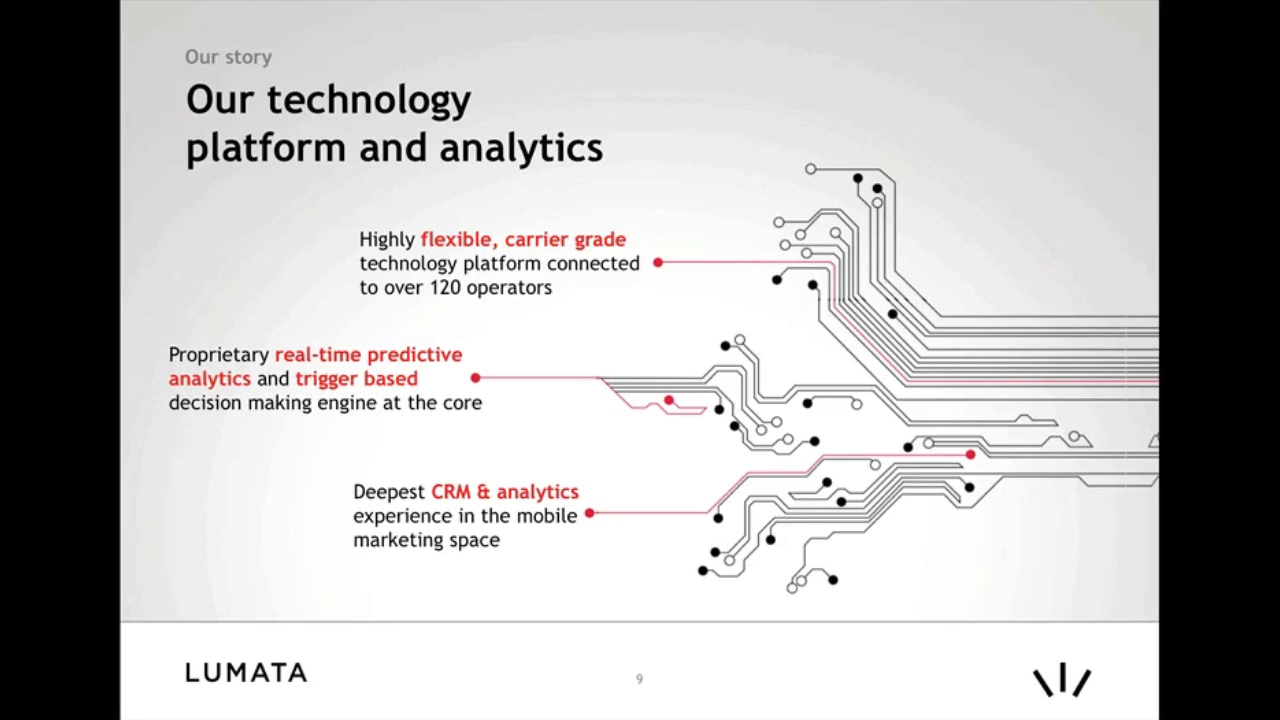 Our story
Our technology
platform and analytics
Highly flexible, carrier grade
technology platform connected
to over 120 operators
Proprietary real-time predictive
analytics and trigger based
decision making engine at the core
Deepest CRM & analytics
experience in the mobile
marketing space
LUMATA
9